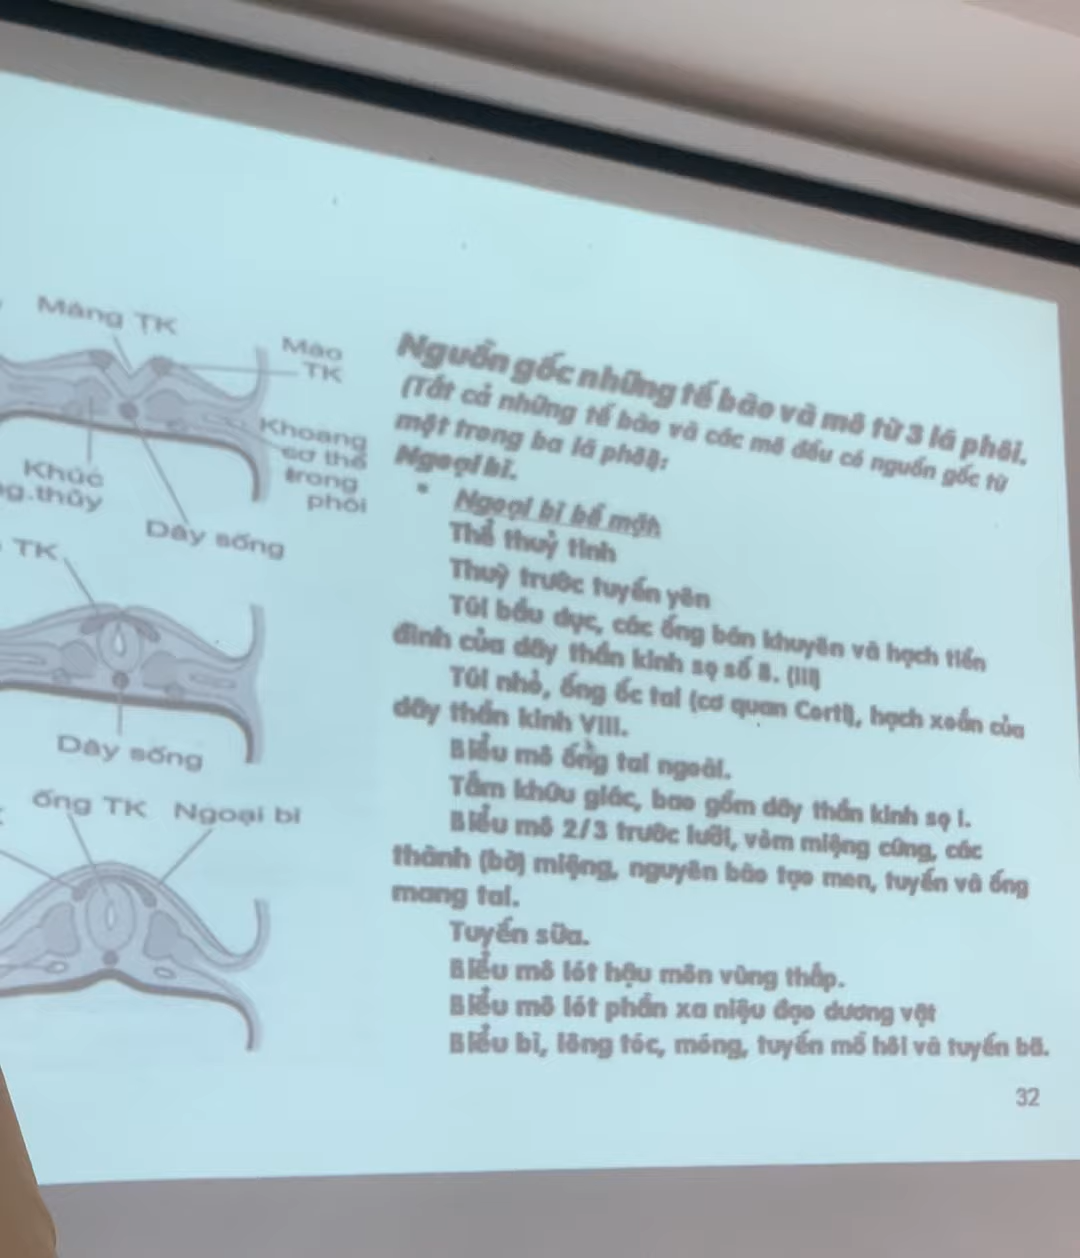 Máng TK
Mào
TK
Khoang
cơ thể
trong
phôi
Khúc
ng.thủy
Dây sống
TK
Dây sống
ống TK
Ngoại bì
Nguồn gốc những tế bào và mô từ 3 lá phôi.
(Tất cả những tế bào và các mô đều có nguồn gốc từ
một trong ba lá phôi):
Ngoại bì.
• Ngoại bì bề mặt
Thể thuỷ tinh
Thuỳ trước tuyến yên
Túi bầu dục, các ống bán khuyên và hạch tiền
đình của dây thần kinh sọ số 8. (III)
Túi nhỏ, ống ốc tai (cơ quan Corti), hạch xoắn của
dây thần kinh VIII.
Biểu mô ống tai ngoài.
Tấm khứu giác, bao gồm dây thần kinh sọ I.
Biểu mô 2/3 trước lưỡi, vòm miệng cứng, các
thành (bờ) miệng, nguyên bào tạo men, tuyến và ống
mang tai.
Tuyến sữa.
Biểu mô lót hậu môn vùng thấp.
Biểu mô lót phần xa niệu đạo dương vật
Biểu bì, lông tóc, móng, tuyến mồ hôi và tuyến bã.
32